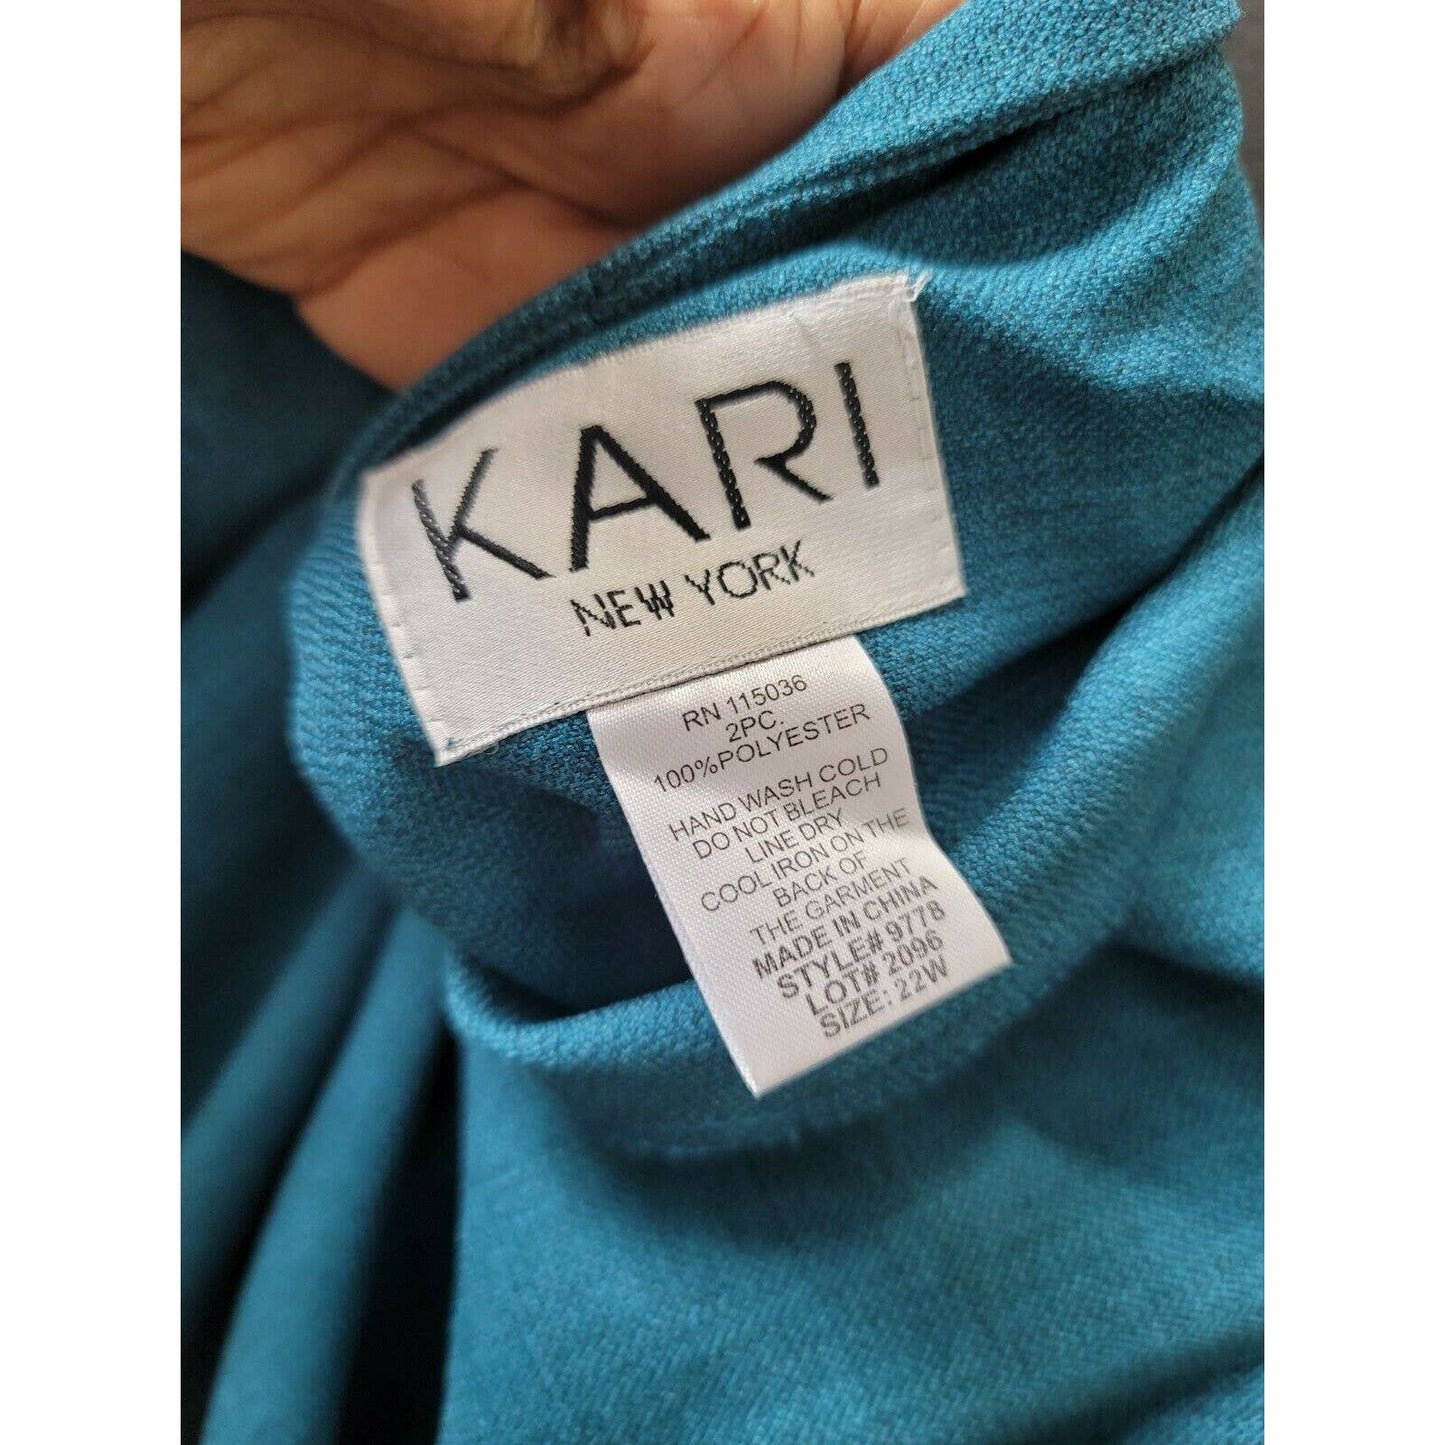 KARI
NEW YORK
RN 115036
2PC.
100%POLYESTER
HAND WASH COLD
DO NOT BLEACH
LINE DRY
COOL IRON ON THE
BACK OF
THE GARMENT
MADE IN CHINA
STYLE# 9778
LOT# 2096
SIZE: 22W